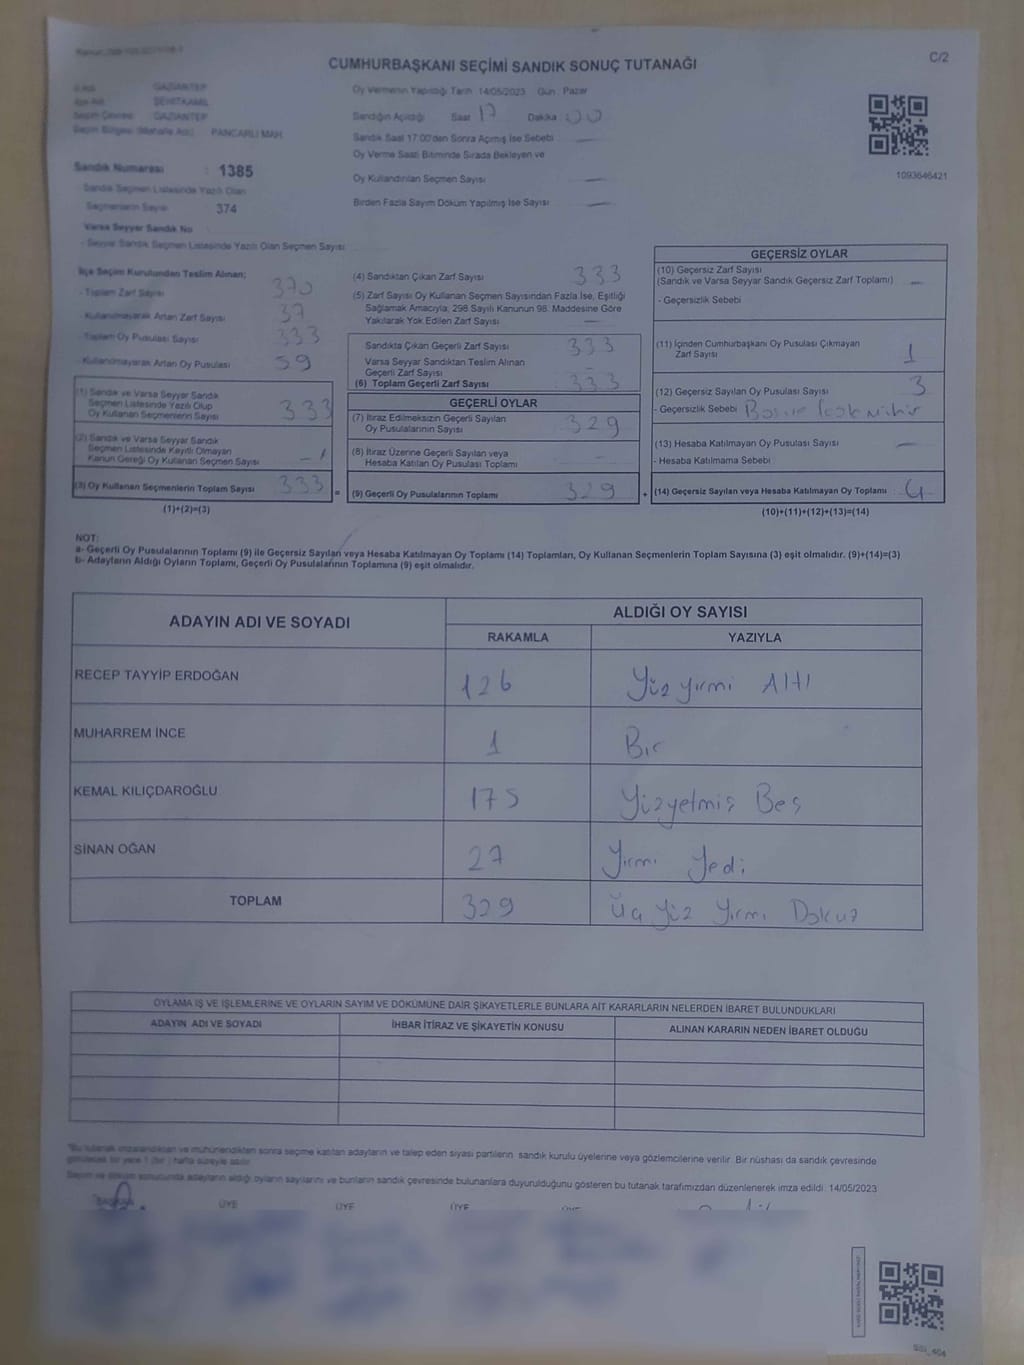 C/2
CUMHURBAŞKANI SEÇİMİ SANDIK SONUÇ TUTANAĞI
GAZİANTEP
ŞEHİTKAMİL
GAZİANTEP
PANCARLI MAH.
Sandık Numarası : 1385
Sandık Seçmen Listesinde Yazılı Olan
Seçmenlerin Sayısı 374
Varsa Seyyar Sandık No
- Seyyar Sandık Seçmen Listesinde Yazılı Olan Seçmen Sayısı
Oy Vermenin Yapıldığı Tarih 14/05/2023 Gün : Pazar
Sandığın Açıldığı Saat 17 Dakika 00
Sandık Saat 17:00'den Sonra Açılmış İse Sebebi —
Oy Verme Saati Bitiminde Sırada Bekleyen ve
Oy Kullandırılan Seçmen Sayısı —
Birden Fazla Sayım Döküm Yapılmış İse Sayısı —
1093646421
İlçe Seçim Kurulundan Teslim Alınan;
- Toplam Zarf Sayısı 370
- Kullanılmayarak Artan Zarf Sayısı 37
- Toplam Oy Pusulası Sayısı 333
- Kullanılmayarak Artan Oy Pusulası 59
(1) Sandık ve Varsa Seyyar Sandık
Seçmen Listesinde Yazılı Olup
Oy Kullanan Seçmenlerin Sayısı 333
(2) Sandık ve Varsa Seyyar Sandık
Seçmen Listesinde Kayıtlı Olmayan
Kanun Gereği Oy Kullanan Seçmen Sayısı
(3) Oy Kullanan Seçmenlerin Toplam Sayısı 333
(1)+(2)=(3)
(4) Sandıktan Çıkan Zarf Sayısı 333
(5) Zarf Sayısı Oy Kullanan Seçmen Sayısından Fazla İse, Eşitliği
Sağlamak Amacıyla; 298 Sayılı Kanunun 98. Maddesine Göre
Yakılarak Yok Edilen Zarf Sayısı —
Sandıkta Çıkan Geçerli Zarf Sayısı 333
Varsa Seyyar Sandıktan Teslim Alınan
Geçerli Zarf Sayısı —
(6) Toplam Geçerli Zarf Sayısı 333
GEÇERLİ OYLAR
(7) İtiraz Edilmeksizin Geçerli Sayılan
Oy Pusulalarının Sayısı 329
(8) İtiraz Üzerine Geçerli Sayılan veya
Hesaba Katılan Oy Pusulası Toplamı —
= (9) Geçerli Oy Pusulalarının Toplamı 329
GEÇERSİZ OYLAR
(10) Geçersiz Zarf Sayısı
(Sandık ve Varsa Seyyar Sandık Geçersiz Zarf Toplamı) —
- Geçersizlik Sebebi
(11) İçinden Cumhurbaşkanı Oy Pusulası Çıkmayan
Zarf Sayısı 1
(12) Geçersiz Sayılan Oy Pusulası Sayısı 3
- Geçersizlik Sebebi
(13) Hesaba Katılmayan Oy Pusulası Sayısı —
- Hesaba Katılmama Sebebi
+ (14) Geçersiz Sayılan veya Hesaba Katılmayan Oy Toplamı 4
(10)+(11)+(12)+(13)=(14)
NOT:
a- Geçerli Oy Pusulalarının Toplamı (9) ile Geçersiz Sayılan veya Hesaba Katılmayan Oy Toplamı (14) Toplamları, Oy Kullanan Seçmenlerin Toplam Sayısına (3) eşit olmalıdır. (9)+(14)=(3)
b- Adayların Aldığı Oyların Toplamı, Geçerli Oy Pusulalarının Toplamına (9) eşit olmalıdır.
ADAYIN ADI VE SOYADI ALDIĞI OY SAYISI
RAKAMLA YAZIYLA
RECEP TAYYİP ERDOĞAN 126 Yüz yirmi Altı
MUHARREM İNCE 1 Bir
KEMAL KILIÇDAROĞLU 175 Yüzyetmiş Beş
SİNAN OĞAN 27 Yirmi Yedi
TOPLAM 329 Üç Yüz Yirmi Dokuz
OYLAMA İŞ VE İŞLEMLERİNE VE OYLARIN SAYIM VE DÖKÜMÜNE DAİR ŞİKAYETLERLE BUNLARA AİT KARARLARIN NELERDEN İBARET BULUNDUKLARI
ADAYIN ADI VE SOYADI İHBAR İTİRAZ VE ŞİKAYETİN KONUSU ALINAN KARARIN NEDEN İBARET OLDUĞU
*Bu tutanak imzalandıktan ve mühürlendikten sonra seçime katılan adayların ve talep eden siyasi partilerin sandık kurulu üyelerine veya gözlemcilerine verilir. Bir nüshası da sandık çevresinde
görülecek bir yere 1 (bir ) hafta süreyle asılır.
Seçim ve döküm sonucunda adayların aldığı oyların sayılarını ve bunların sandık çevresinde bulunanlara duyurulduğunu gösteren bu tutanak tarafımızdan düzenlenerek imza edildi. 14/05/2023
BAŞKAN ÜYE ÜYE ÜYE ÜYE